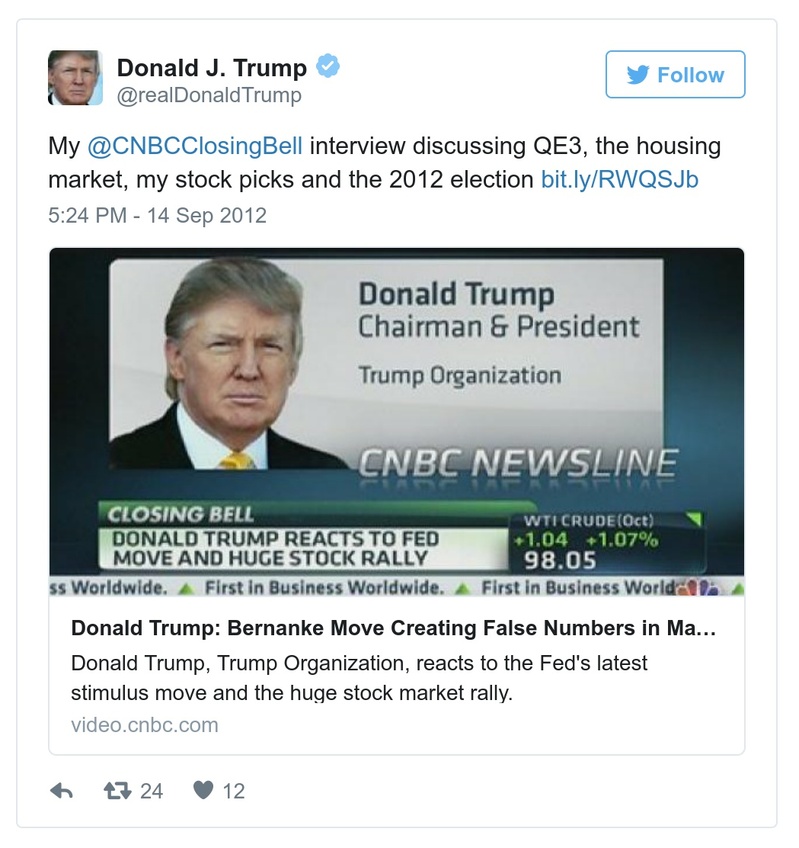 Donald J. Trump
@realDonaldTrump
Follow
My @CNBCClosingBell interview discussing QE3, the housing
market, my stock picks and the 2012 election bit.ly/RWQSJb
5:24 PM - 14 Sep 2012
Donald Trump
Chairman & President
Trump Organization
CNBC NEWSLINE
CLOSING BELL
DONALD TRUMP REACTS TO FED
MOVE AND HUGE STOCK RALLY
WTI CRUDE(Oct)
+1.04 +1.07%
98.05
ss Worldwide. First in Business Worldwide. First in Business World
Donald Trump: Bernanke Move Creating False Numbers in Ma...
Donald Trump, Trump Organization, reacts to the Fed's latest
stimulus move and the huge stock market rally.
video.cnbc.com
24 12